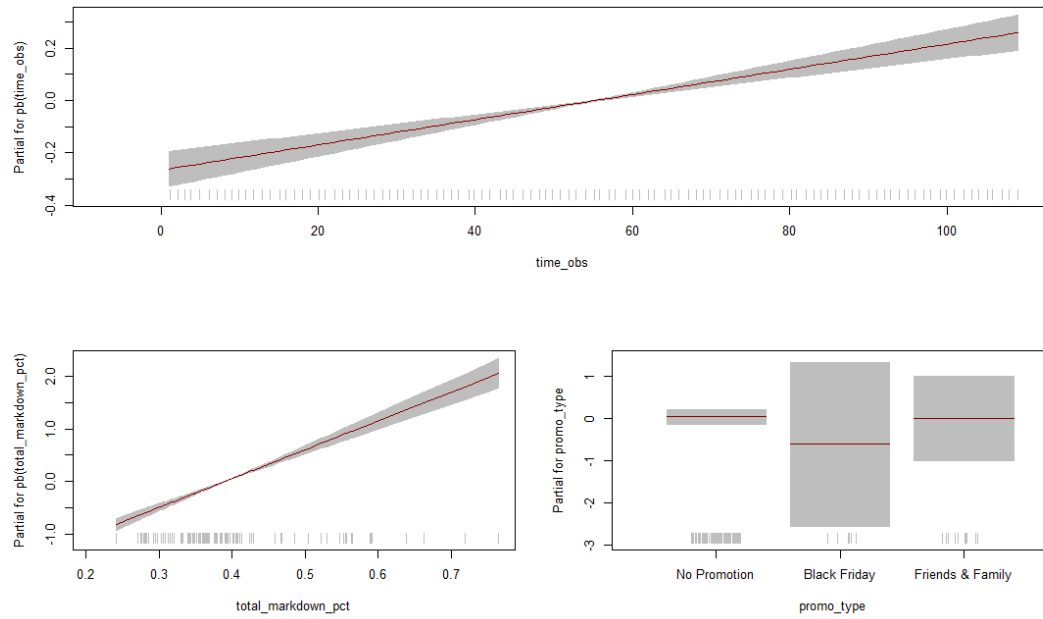 Partial for pb(time_obs)
0.2
0.0
-0.2
-0.4
0 20 40 60 80 100
time_obs
Partial for pb(total_markdown_pct)
2.0
1.0
0.0
-1.0
0.2 0.3 0.4 0.5 0.6 0.7
total_markdown_pct
Partial for promo_type
1
0
-1
-2
-3
No Promotion Black Friday Friends & Family
promo_type